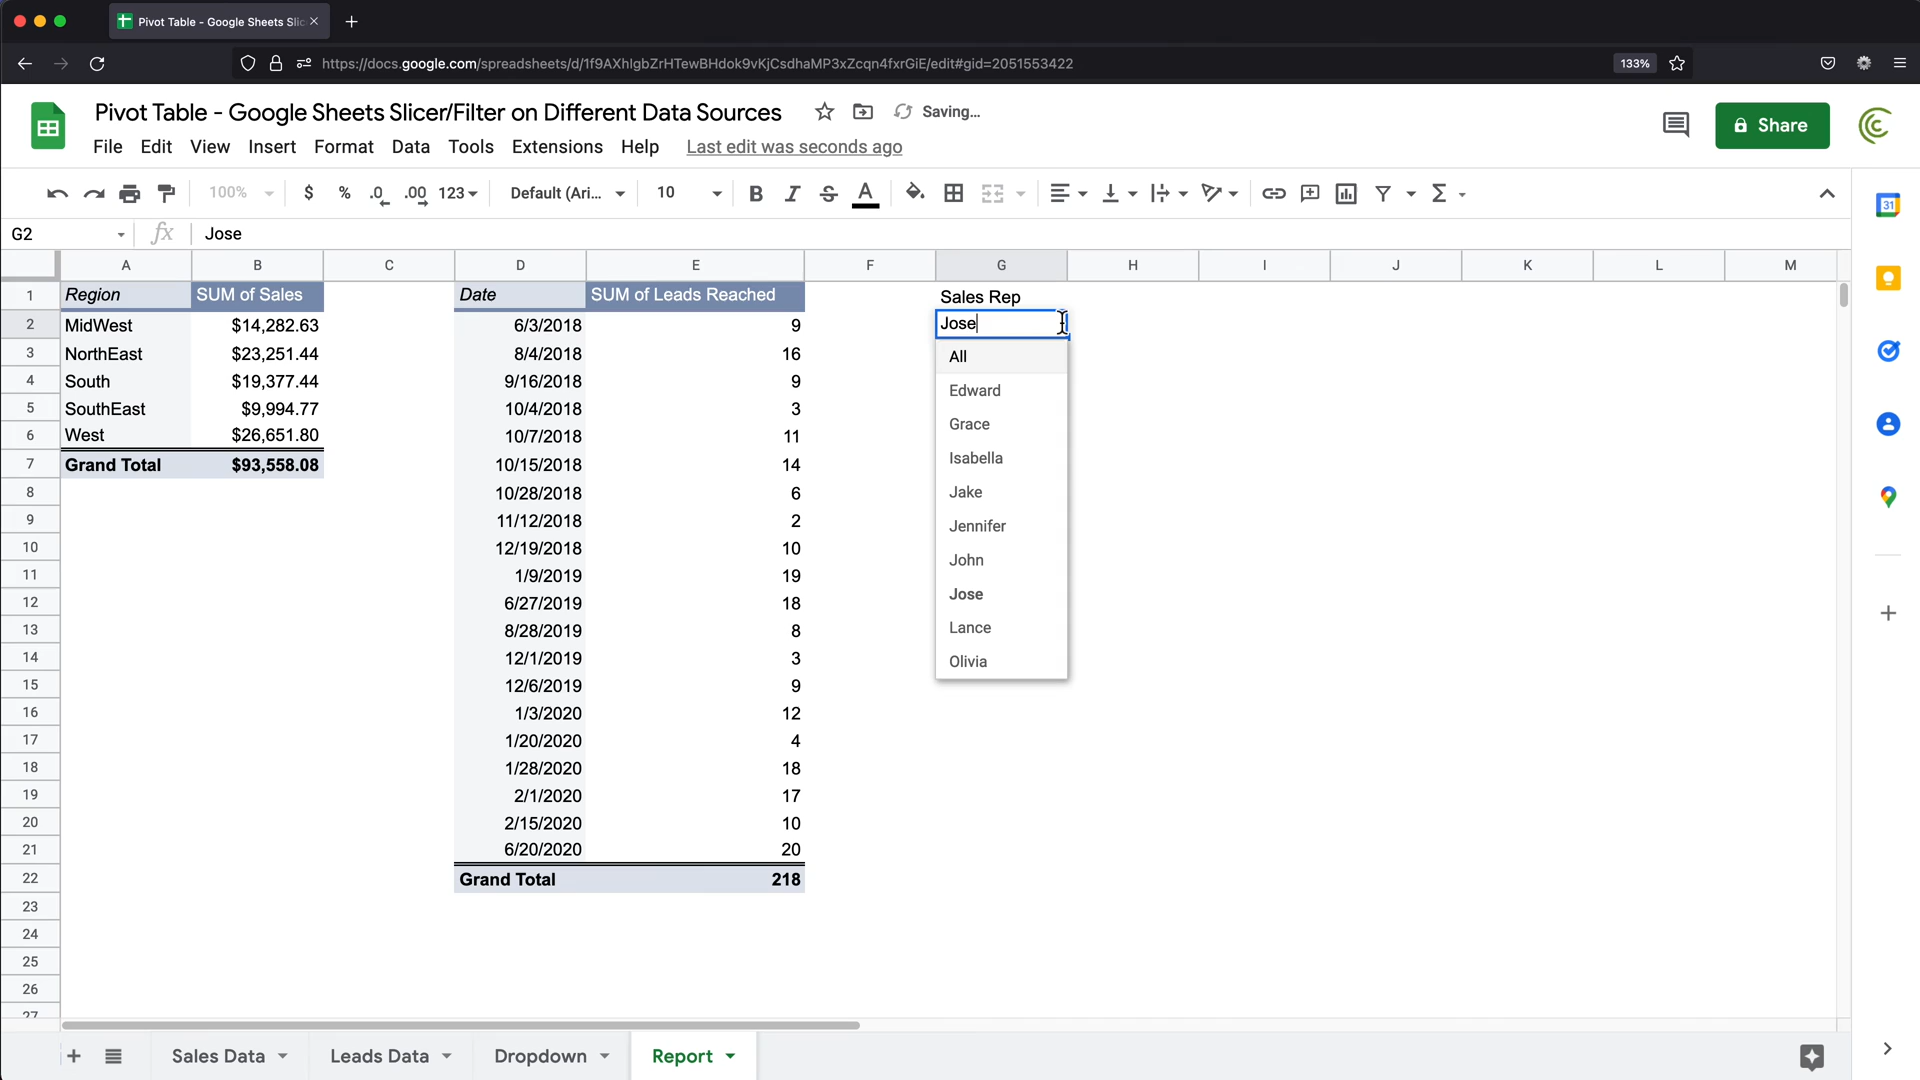 Pivot Table - Google Sheets Slic
https://docs.google.com/spreadsheets/d/1f9AXhIgbZrHTewBHdok9vKjCsdhaMP3xZcqn4fxrGiE/edit#gid=2051553422
133%
Pivot Table - Google Sheets Slicer/Filter on Different Data Sources
Saving...
Share
File Edit View Insert Format Data Tools Extensions Help Last edit was seconds ago
100% $ % .0 .00 123 Default (Ari... 10 B I S A Σ
31
G2 fx Jose
A B C D E F G H I J K L M
1 Region SUM of Sales Date SUM of Leads Reached Sales Rep
2 MidWest $14,282.63 6/3/2018 9 Jose
3 NorthEast $23,251.44 8/4/2018 16 All
4 South $19,377.44 9/16/2018 9 Edward
5 SouthEast $9,994.77 10/4/2018 3 Grace
6 West $26,651.80 10/7/2018 11 Isabella
7 Grand Total $93,558.08 10/15/2018 14
8 10/28/2018 6 Jake
9 11/12/2018 2 Jennifer
10 12/19/2018 10 John
11 1/9/2019 19 Jose
12 6/27/2019 18
13 8/28/2019 8 Lance
14 12/1/2019 3 Olivia
15 12/6/2019 9
16 1/3/2020 12
17 1/20/2020 4
18 1/28/2020 18
19 2/1/2020 17
20 2/15/2020 10
21 6/20/2020 20
22 Grand Total 218
23
24
25
26
27
Sales Data Leads Data Dropdown Report